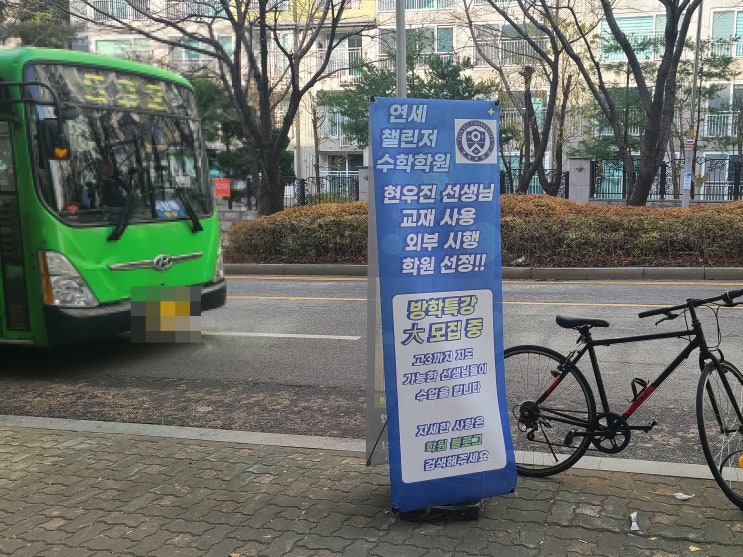 연세
챌린저
수학학원
현우진 선생님
교재 사용
외부 시행
학원 선정!!
방학특강
大 모집 중
고3까지 지도
가능한 선생님들이
수업을 합니다
자세한 사항은
학원 블로그
검색해주세요